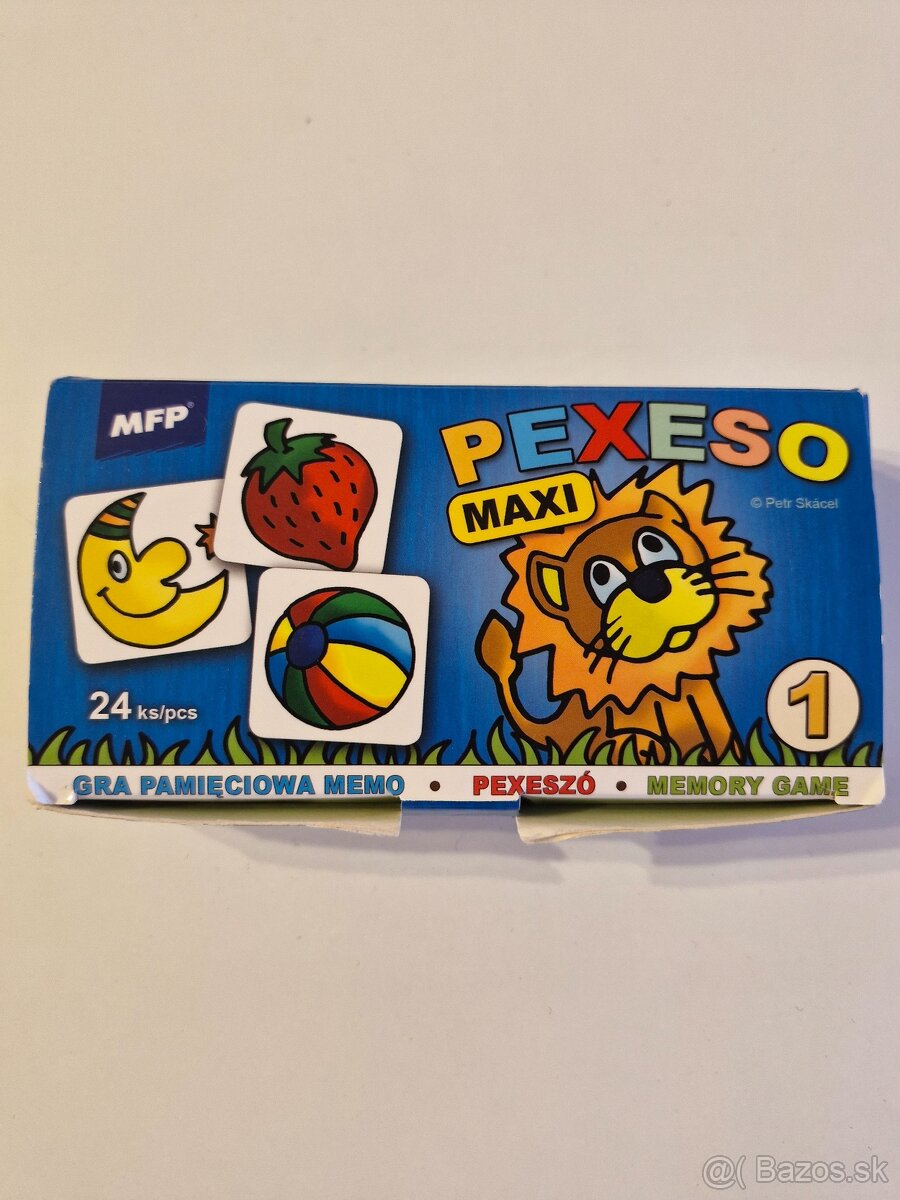 MFP®
PEXESO
MAXI
© Petr Skácel
24 ks/pcs
1
GRA PAMIĘCIOWA MEMO • PEXESZÓ • MEMORY GAME
@( Bazos.sk